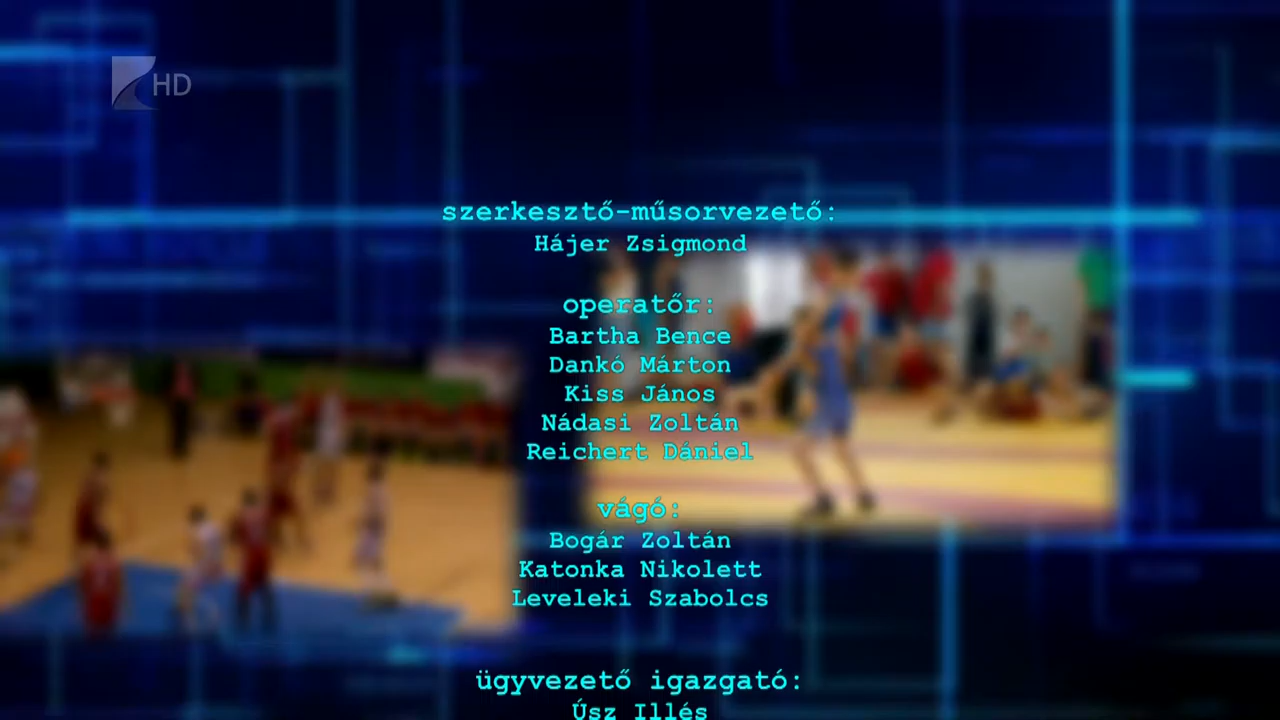 HD
szerkesztő-műsorvezető:
Hájer Zsigmond
operatőr:
Bartha Bence
Dankó Márton
Kiss János
Nádasi Zoltán
Reichert Dániel
vágó:
Bogár Zoltán
Katonka Nikolett
Leveleki Szabolcs
ügyvezető igazgató:
Úsz Illés